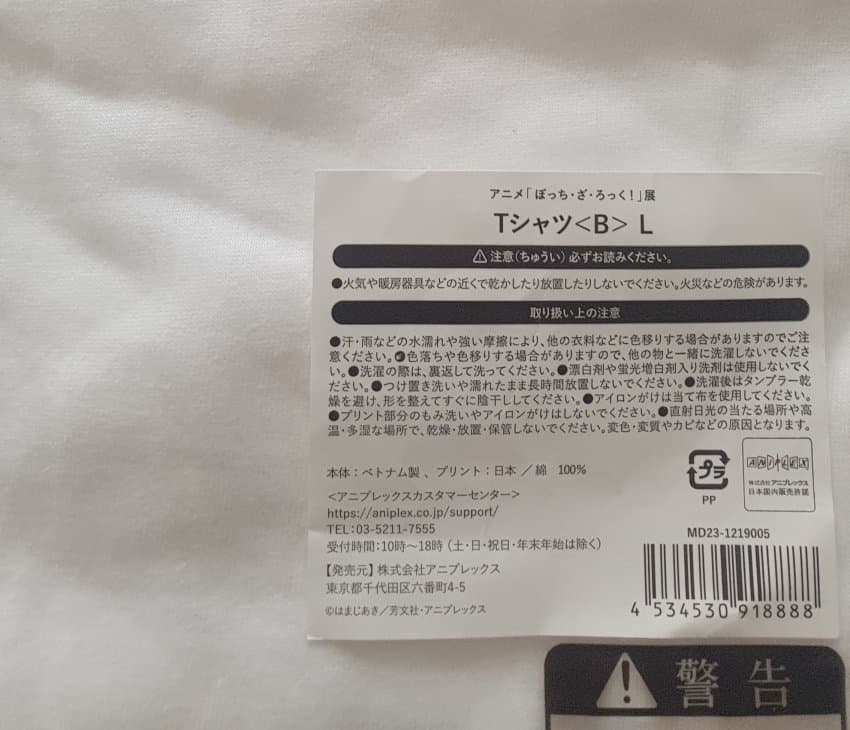 アニメ「ぼっち・ざ・ろっく！」展
Tシャツ<B> L
注意(ちゅうい) 必ずお読みください。
●火気や暖房器具などの近くで乾かしたり放置したりしないでください。火災などの危険があります。
取り扱い上の注意
●汗・雨などの水濡れや強い摩擦により、他の衣料などに色移りする場合がありますのでご注
意ください。●色落ちや色移りする場合がありますので、他の物と一緒に洗濯しないでくださ
い。●洗濯の際は、裏返して洗ってください。●漂白剤や蛍光増白剤入り洗剤は使用しないでく
ださい。●つけ置き洗いや濡れたまま長時間放置しないでください。●洗濯後はタンブラー乾
燥を避け、形を整えてすぐに陰干ししてください。●アイロンがけは当て布を使用してください。
●プリント部分のもみ洗いやアイロンがけはしないでください。●直射日光の当たる場所や高
温・多湿な場所で、乾燥・放置・保管しないでください。変色・変質やカビなどの原因となります。
本体：ベトナム製 、プリント：日本 ／綿 100%
プラ
PP
ANIPLEX
株式会社アニプレックス
日本国内販売許諾
<アニプレックスカスタマーセンター>
https://aniplex.co.jp/support/
TEL：03-5211-7555
受付時間：10時～18時 (土・日・祝日・年末年始は除く)
【発売元】株式会社アニプレックス
東京都千代田区六番町4-5
©はまじあき／芳文社・アニプレックス
MD23-1219005
4 534530 918888
警告